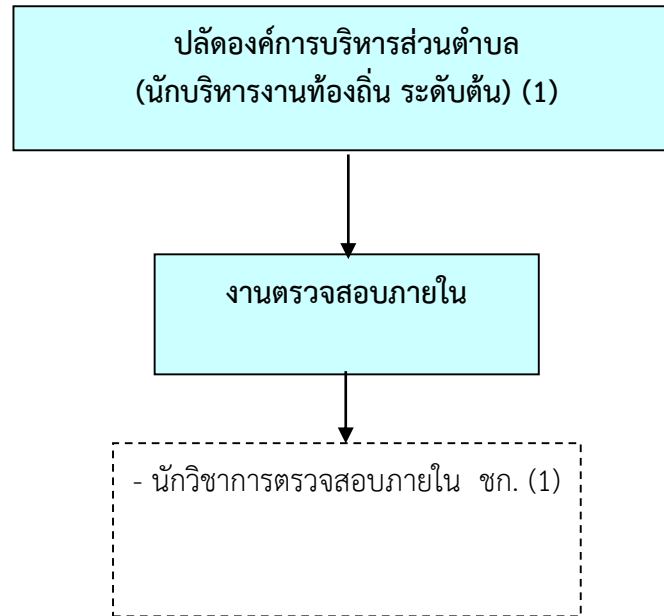 ปลัดองค์การบริหารส่วนตำบล
(นักบริหารงานท้องถิ่น ระดับต้น) (1)
งานตรวจสอบภายใน
- นักวิชาการตรวจสอบภายใน ชก. (1)